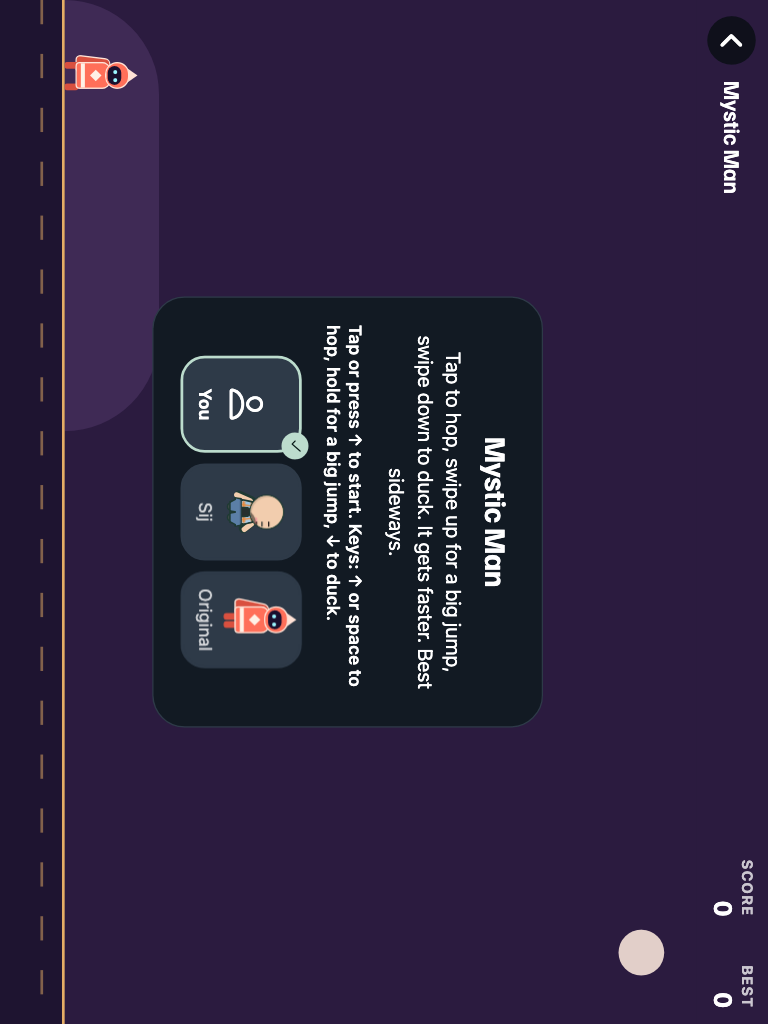 Mystic Man
SCORE
0
BEST
0
Mystic Man
Tap to hop, swipe up for a big jump,
swipe down to duck. It gets faster. Best
sideways.
Tap or press ↑ to start. Keys: ↑ or space to
hop, hold for a big jump, ↓ to duck.
You
Sij
Original